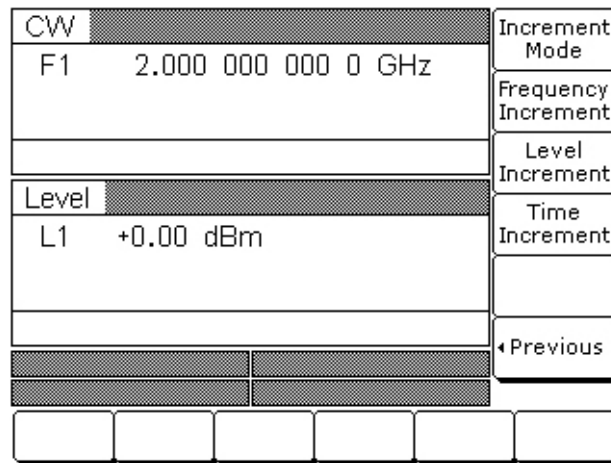 CW
F1 2.000 000 000 0 GHz
Level
L1 +0.00 dBm
Increment
Mode
Frequency
Increment
Level
Increment
Time
Increment
◂ Previous